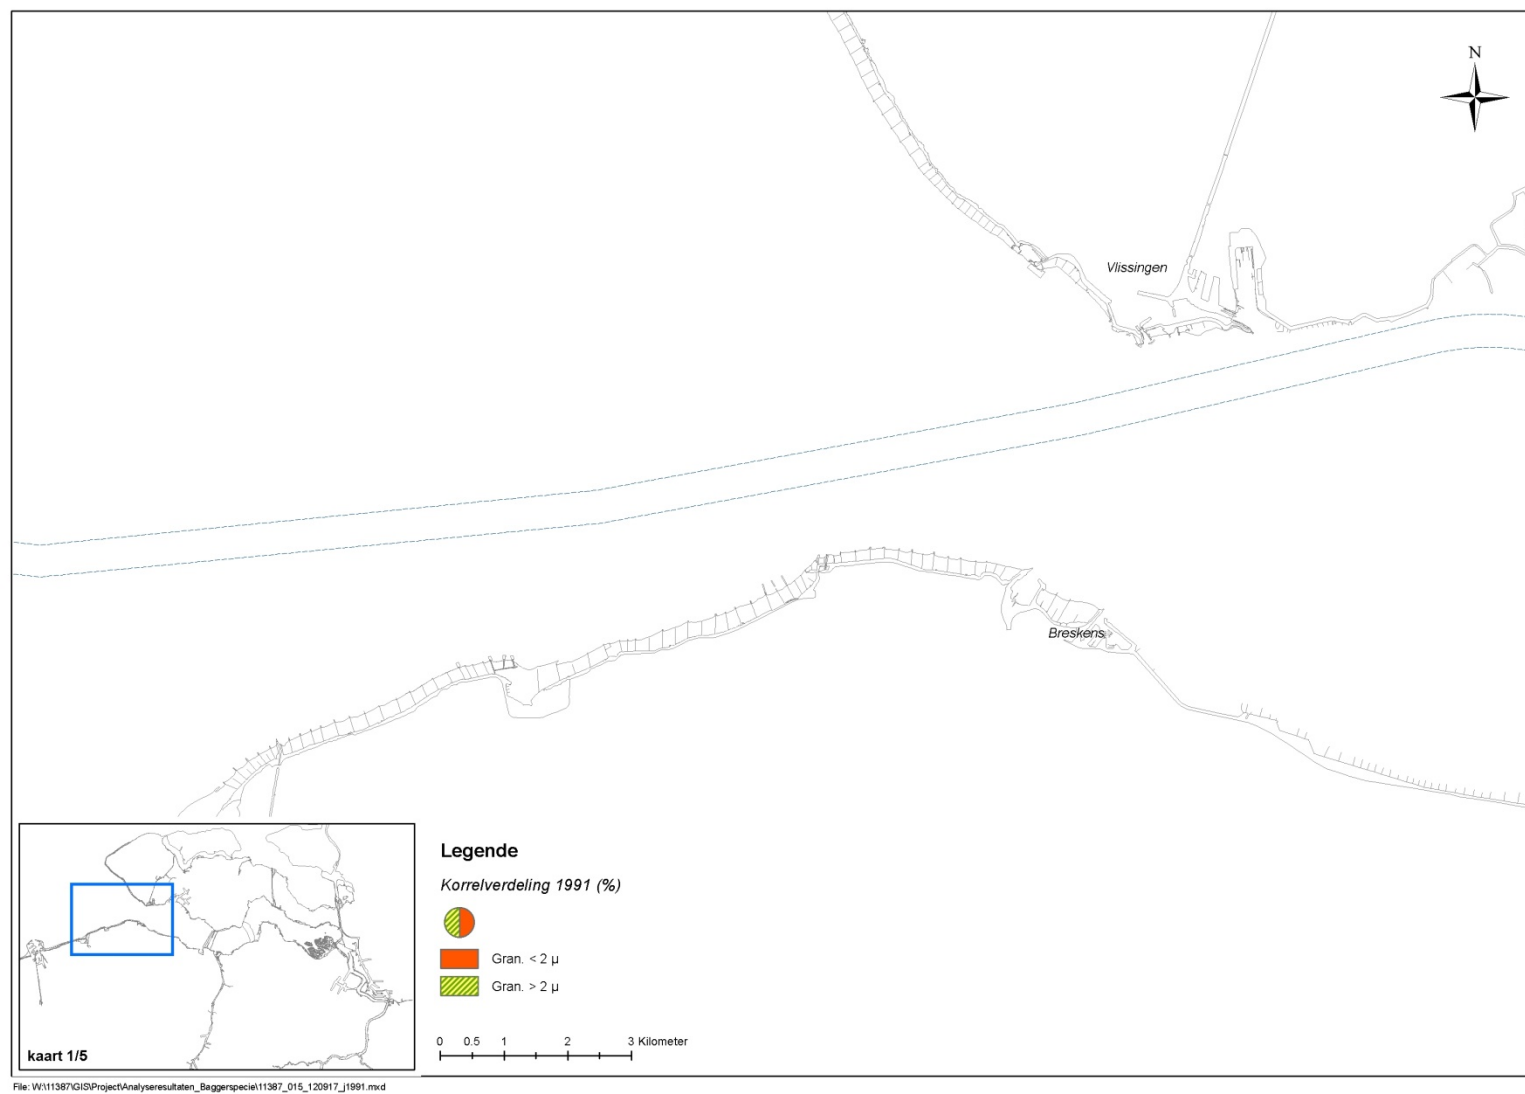 N
Vlissingen
Breskens
Legende
Korrelverdeling 1991 (%)
Gran. < 2 µ
Gran. > 2 µ
0 0.5 1 2 3 Kilometer
kaart 1/5
File: W:\11387\GIS\Project\Analyseresultaten_Baggerspecie\11387_015_120917_j1991.mxd